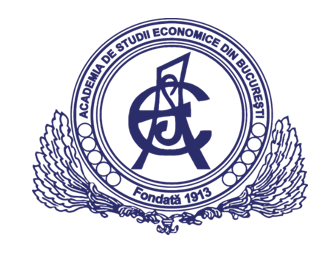 ACADEMIA DE STUDII ECONOMICE DIN BUCUREȘTI
Fondată 1913